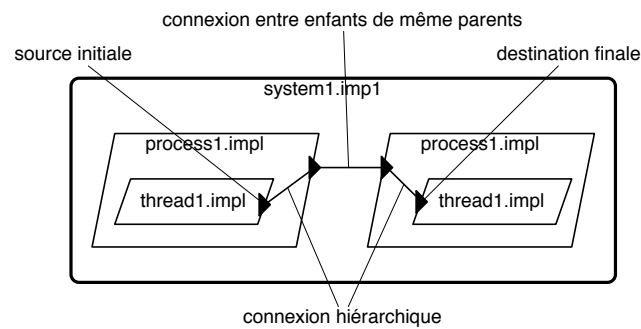 connexion entre enfants de même parents
source initiale
destination finale
system1.imp1
process1.impl
process1.impl
thread1.impl
thread1.impl
connexion hiérarchique